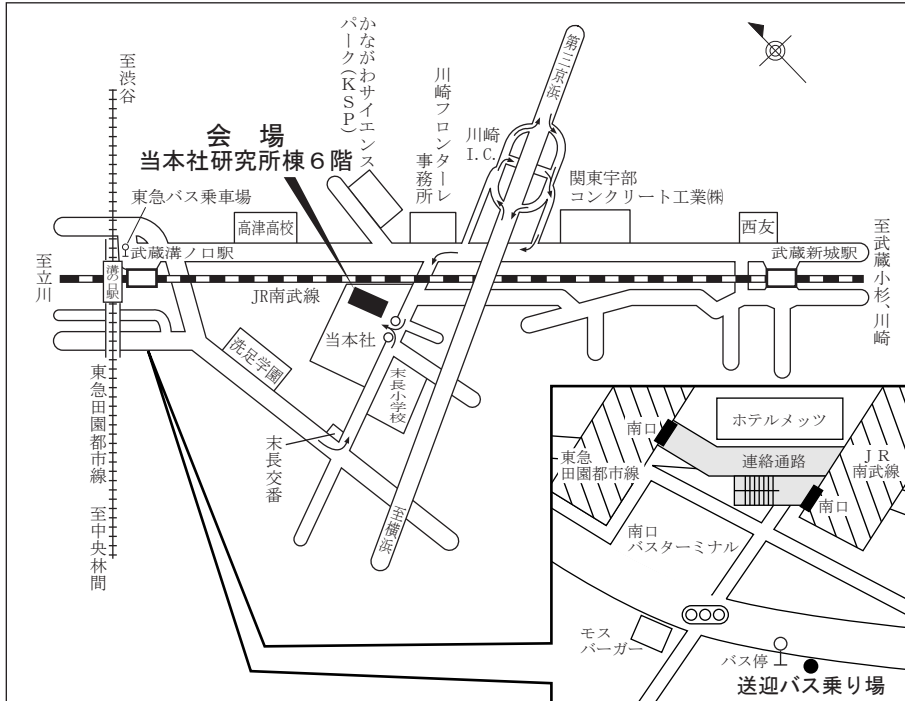 至渋谷
かながわサイエンス
パーク(KSP)
川崎フロンターレ
事務所
第三京浜
川崎
I.C.
会　場
当本社研究所棟6階
東急バス乗車場
高津高校
関東宇部
コンクリート工業㈱
西友
至武蔵小杉、川崎
武蔵溝ノ口駅
武蔵新城駅
至立川
溝の口駅
JR南武線
当本社
洗足学園
末長小学校
末長交番
至横浜
東急田園都市線
至中央林間
ホテルメッツ
南口
連絡通路
東急
田園都市線
JR
南武線
南口
南口
バスターミナル
モス
バーガー
バス停
送迎バス乗り場